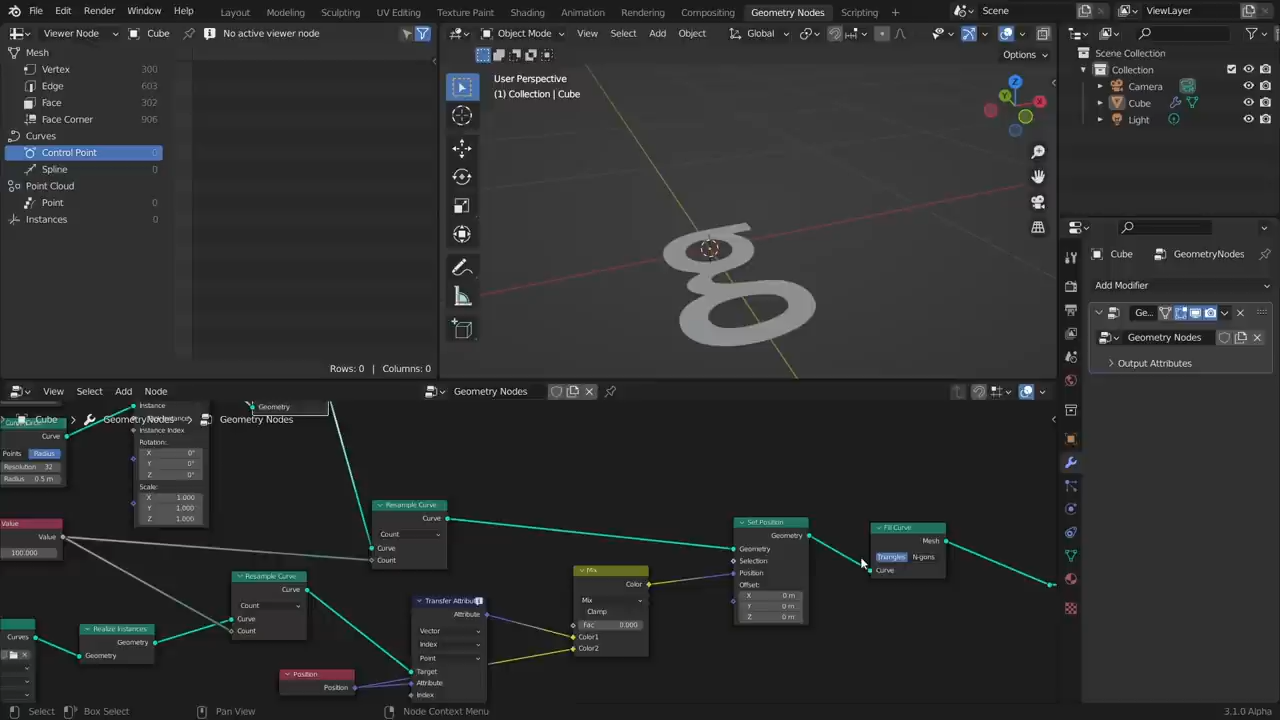 File Edit Render Window Help Layout Modeling Sculpting UV Editing Texture Paint Shading Animation Rendering Compositing Geometry Nodes Scripting Scene ViewLayer
Viewer Node Cube No active viewer node
Object Mode View Select Add Object Global
Options
Mesh
Vertex 300
Edge 603
Face 302
Face Corner 906
Curves
Control Point 0
Spline 0
Point Cloud
Point 0
Instances 0
Rows: 0 | Columns: 0
User Perspective
(1) Collection | Cube
Z
Y
X
g
Scene Collection
Collection
Camera
Cube
Light
Cube GeometryNodes
Add Modifier
Ge...
Geometry Nodes
Output Attributes
View Select Add Node Geometry Nodes
Cube GeometryNodes Geometry Nodes
Curve
Points Radius
Resolution 32
Radius 0.5 m
Instance
Instance Index
Rotation:
X 0°
Y 0°
Z 0°
Scale:
X 1.000
Y 1.000
Z 1.000
Geometry
Value
Value
100.000
Resample Curve
Curve
Count
Curve
Count
Resample Curve
Curve
Count
Curve
Count
Curves
Realize Instances
Geometry
Geometry
Position
Position
Transfer Attribut
Attribute
Vector
Index
Point
Target
Attribute
Index
Mix
Color
Mix
Clamp
Fac 0.000
Color1
Color2
Set Position
Geometry
Geometry
Selection
Position
Offset:
X 0 m
Y 0 m
Z 0 m
Fill Curve
Mesh
Triangles N-gons
Curve
Select Box Select Pan View Node Context Menu 3.1.0 Alpha